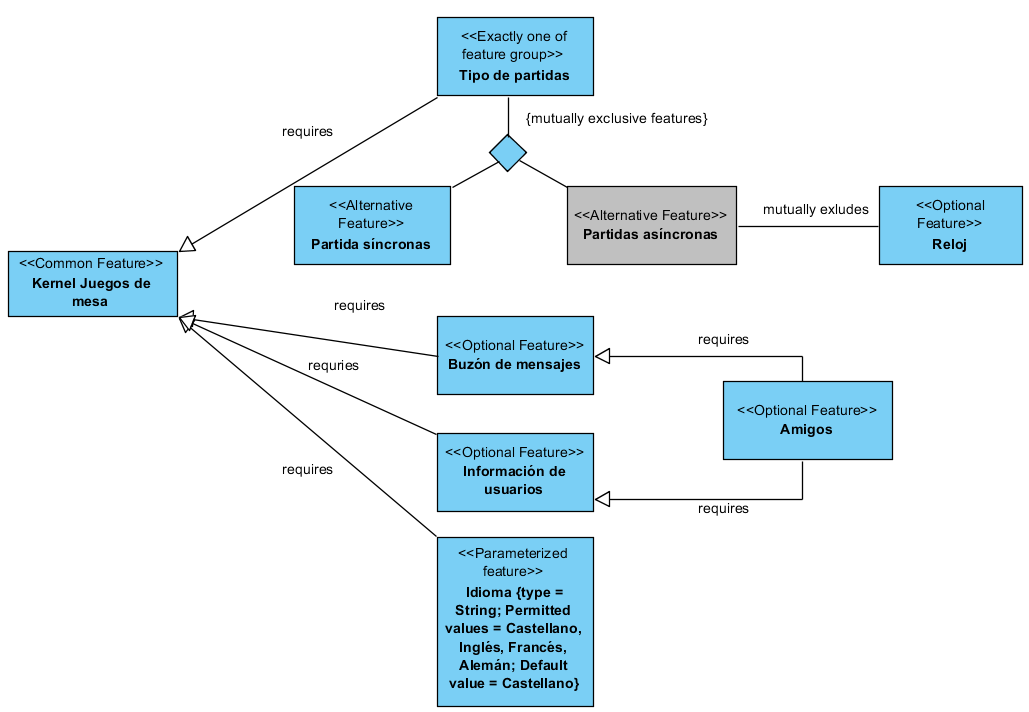 <<Exactly one of
feature group>>
Tipo de partidas
{mutually exclusive features}
requires
<<Alternative
Feature>>
Partida síncronas
<<Alternative Feature>>
Partidas asíncronas
mutually exludes
<<Optional
Feature>>
Reloj
<<Common Feature>>
Kernel Juegos de
mesa
requires
<<Optional Feature>>
Buzón de mensajes
requires
requries
<<Optional Feature>>
Amigos
<<Optional Feature>>
Información de
usuarios
requires
requires
<<Parameterized
feature>>
Idioma {type =
String; Permitted
values = Castellano,
Inglés, Francés,
Alemán; Default
value = Castellano}